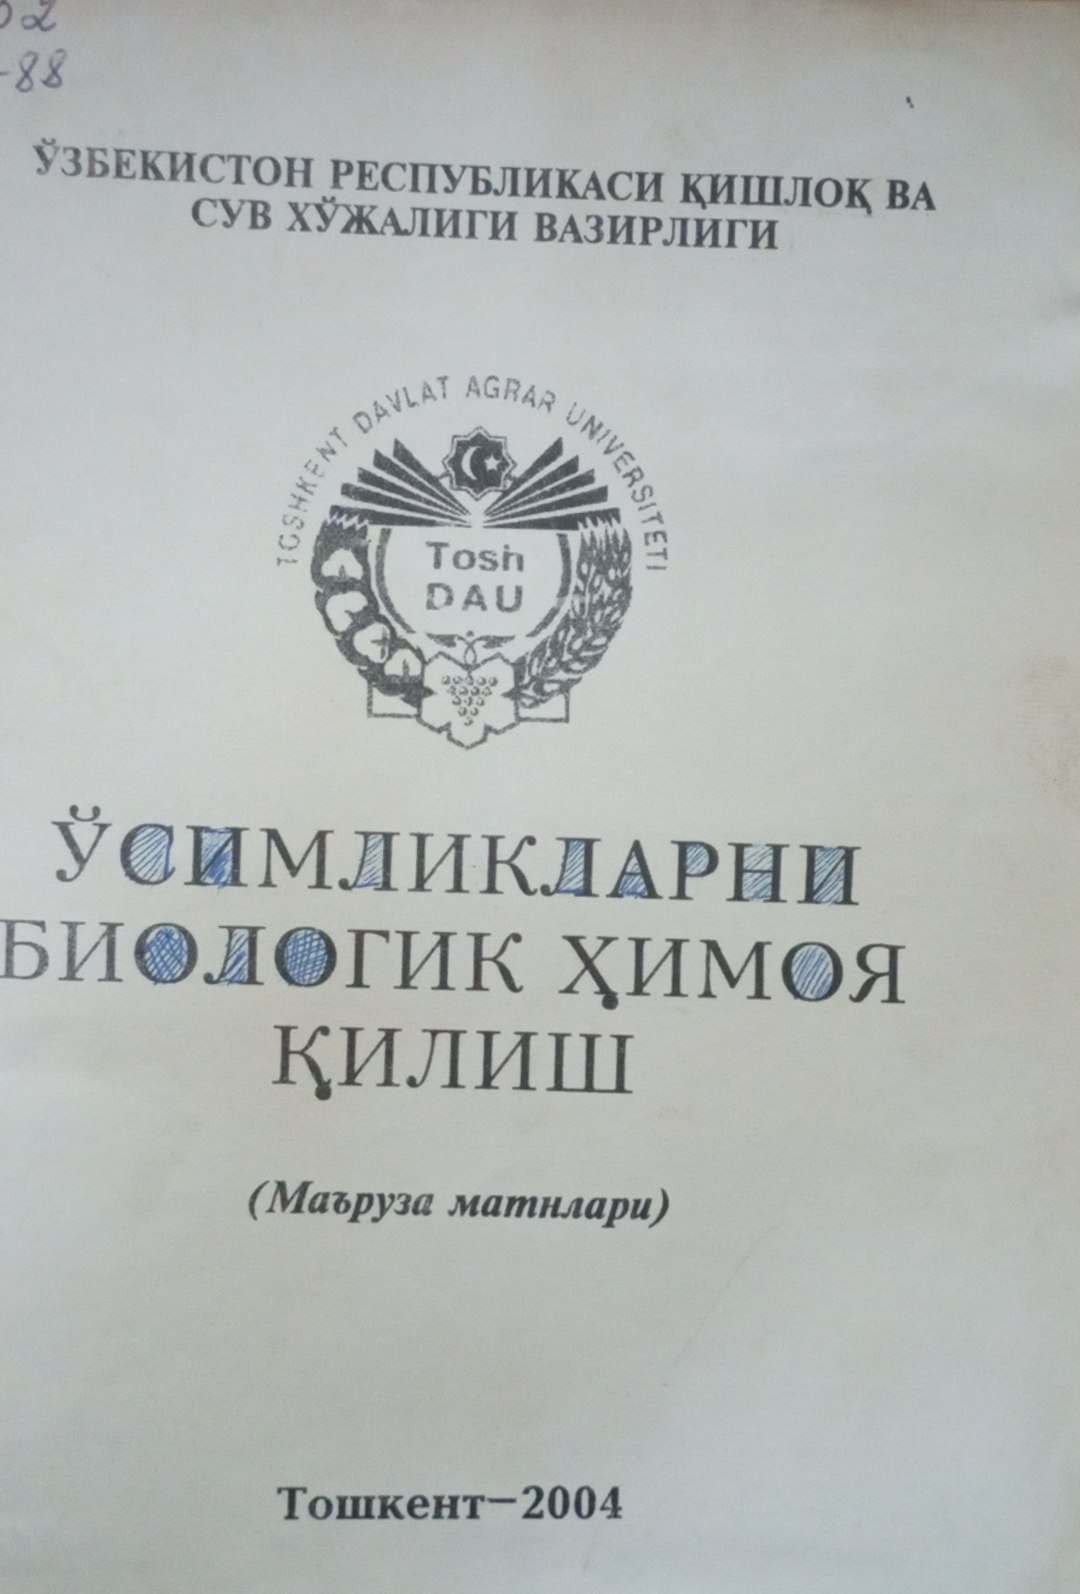 -88
ЎЗБЕКИСТОН РЕСПУБЛИКАСИ ҚИШЛОҚ ВА
СУВ ХЎЖАЛИГИ ВАЗИРЛИГИ
TOSHKENT DAVLAT AGRAR UNIVERSITETI
Tosh
DAU
ЎСИМЛИКЛАРНИ
БИОЛОГИК ҲИМОЯ
ҚИЛИШ
(Маъруза матнлари)
Тошкент–2004